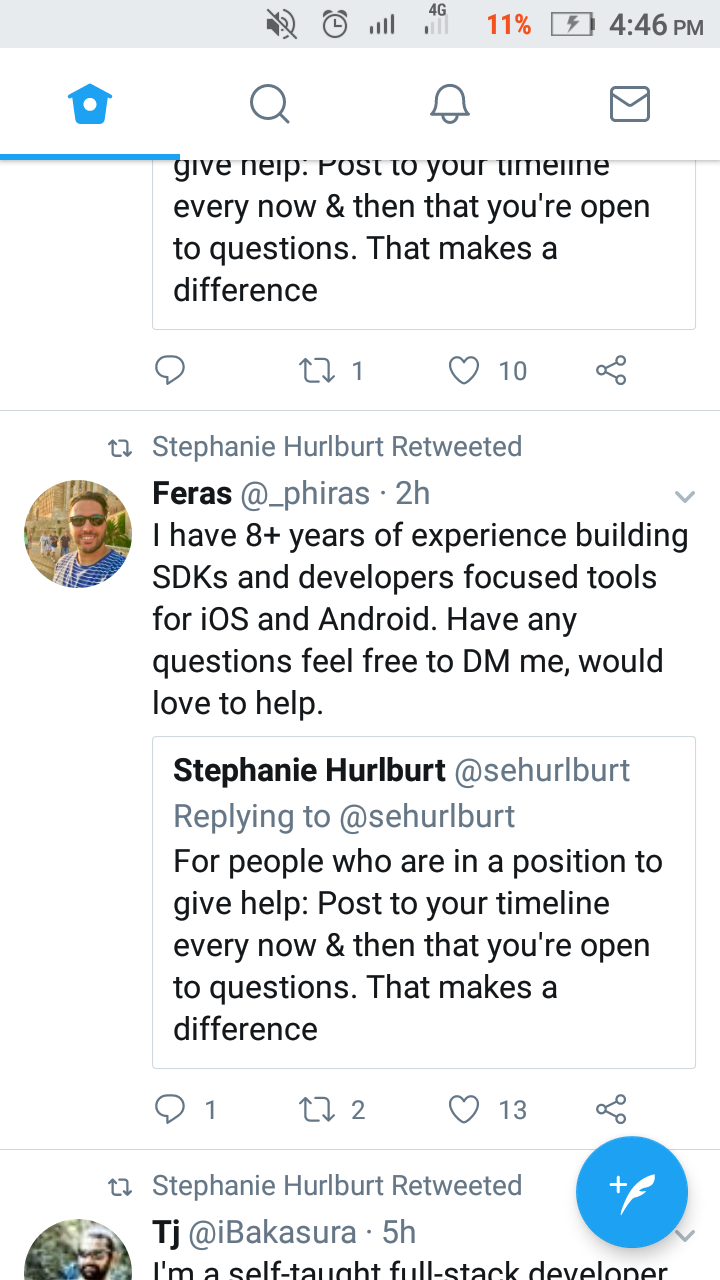 4G
11%
4:46 PM
give help: Post to your timeline
every now & then that you're open
to questions. That makes a
difference
1
10
Stephanie Hurlburt Retweeted
Feras @_phiras · 2h
I have 8+ years of experience building
SDKs and developers focused tools
for iOS and Android. Have any
questions feel free to DM me, would
love to help.
Stephanie Hurlburt @sehurlburt
Replying to @sehurlburt
For people who are in a position to
give help: Post to your timeline
every now & then that you're open
to questions. That makes a
difference
1
2
13
Stephanie Hurlburt Retweeted
Tj @iBakasura · 5h
I'm a self-taught full-stack developer